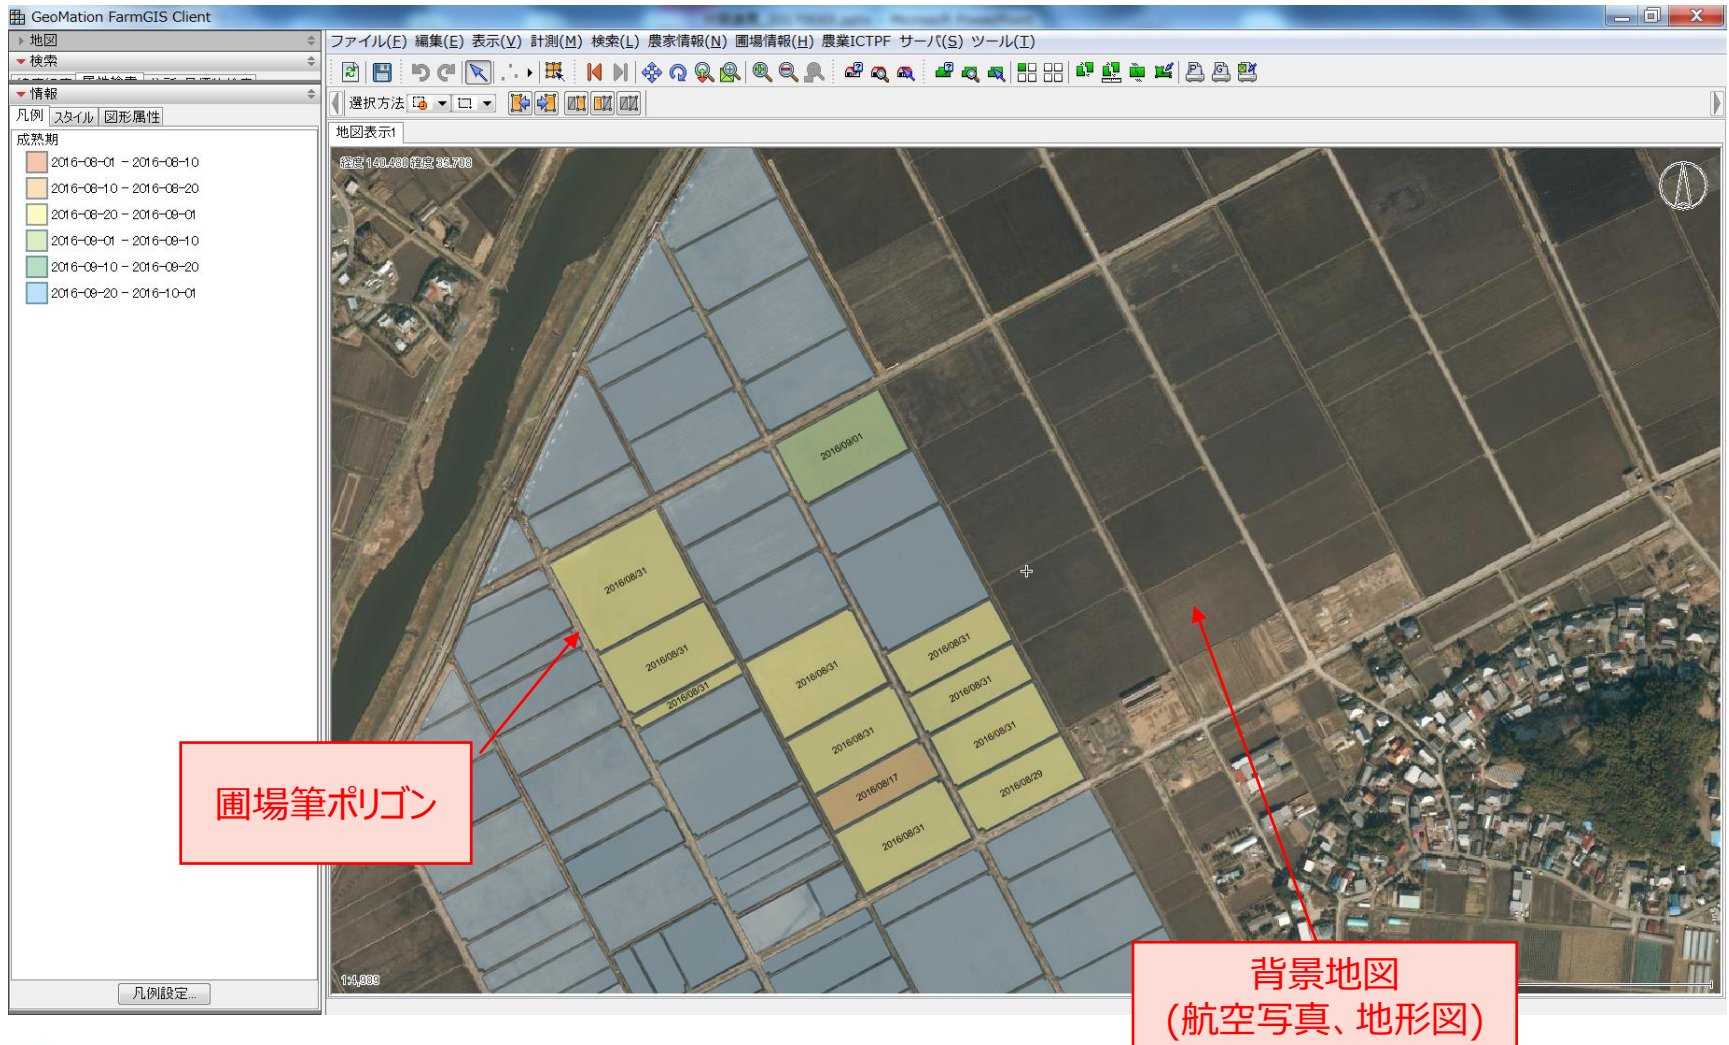 GeoMation FarmGIS Client
地図
検索
情報
凡例 スタイル 図形属性
成熟期
2016-08-01 - 2016-08-10
2016-08-10 - 2016-08-20
2016-08-20 - 2016-09-01
2016-09-01 - 2016-09-10
2016-09-10 - 2016-09-20
2016-09-20 - 2016-10-01
凡例設定...
ファイル(F) 編集(E) 表示(V) 計測(M) 検索(L) 農家情報(N) 圃場情報(H) 農業ICTPF サーバ(S) ツール(T)
選択方法
地図表示1
経度 140.480 緯度 35.703
2016/09/01
2016/08/31
2016/08/31
2016/08/31
2016/08/31
2016/08/31
2016/08/31
2016/08/31
2016/08/31
2016/08/17
2016/08/29
2016/08/31
圃場筆ポリゴン
背景地図
(航空写真、地形図)